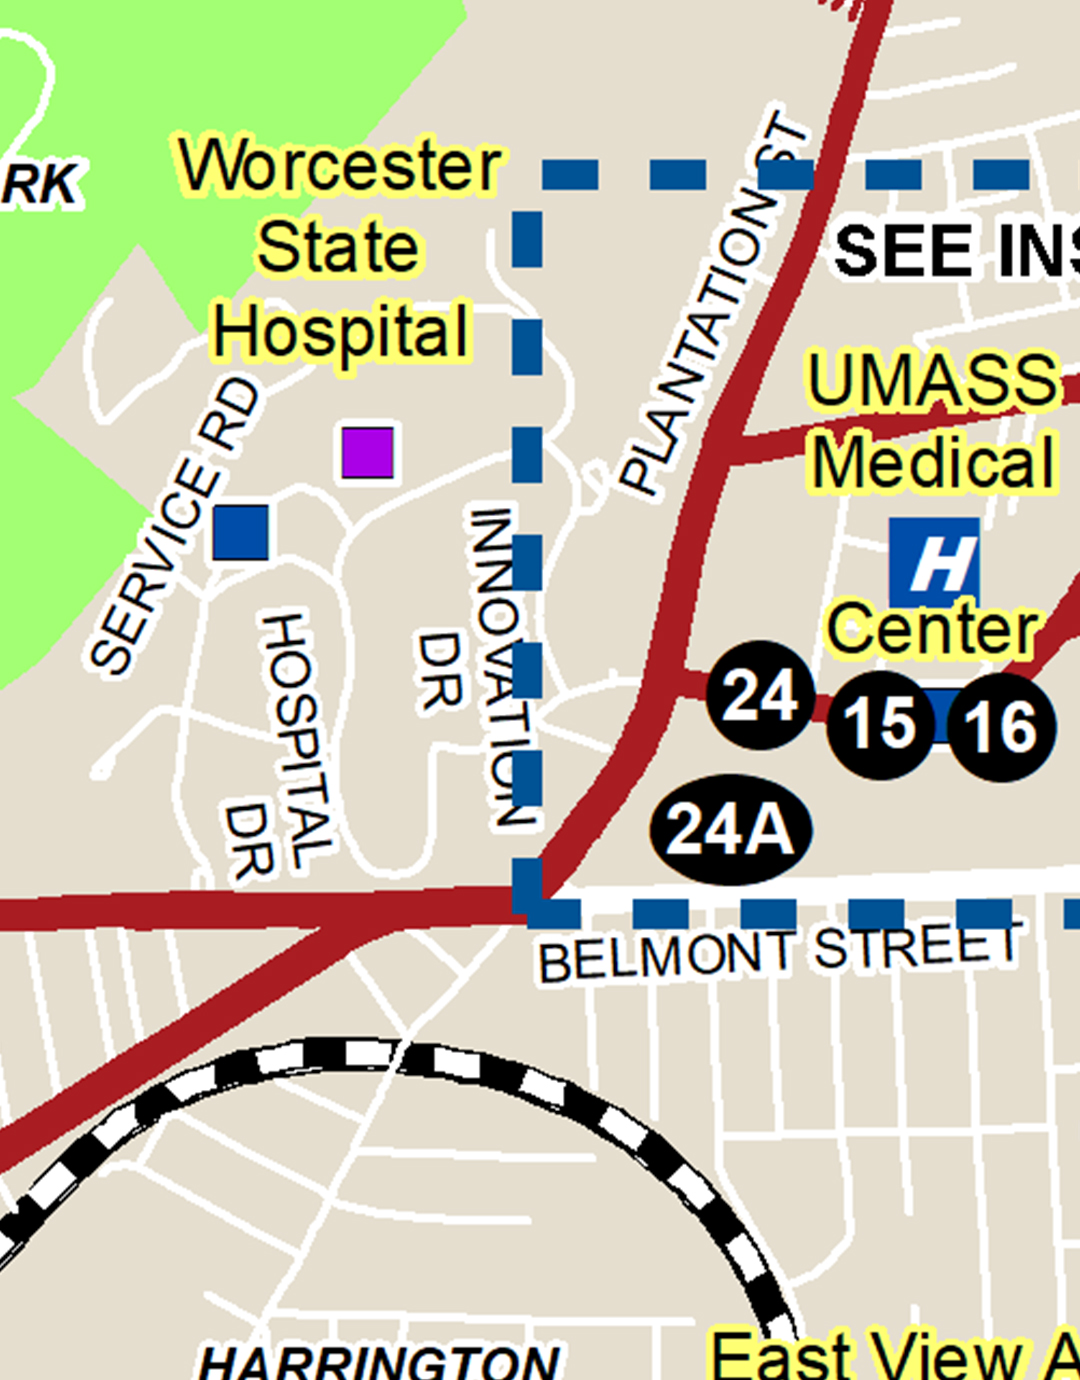 RK
Worcester
State
Hospital
PLANTATION ST
SEE INS
UMASS
Medical
H
Center
SERVICE RD
INNOVATION
DR
HOSPITAL
DR
24
15
16
24A
BELMONT STREET
HARRINGTON
East View A